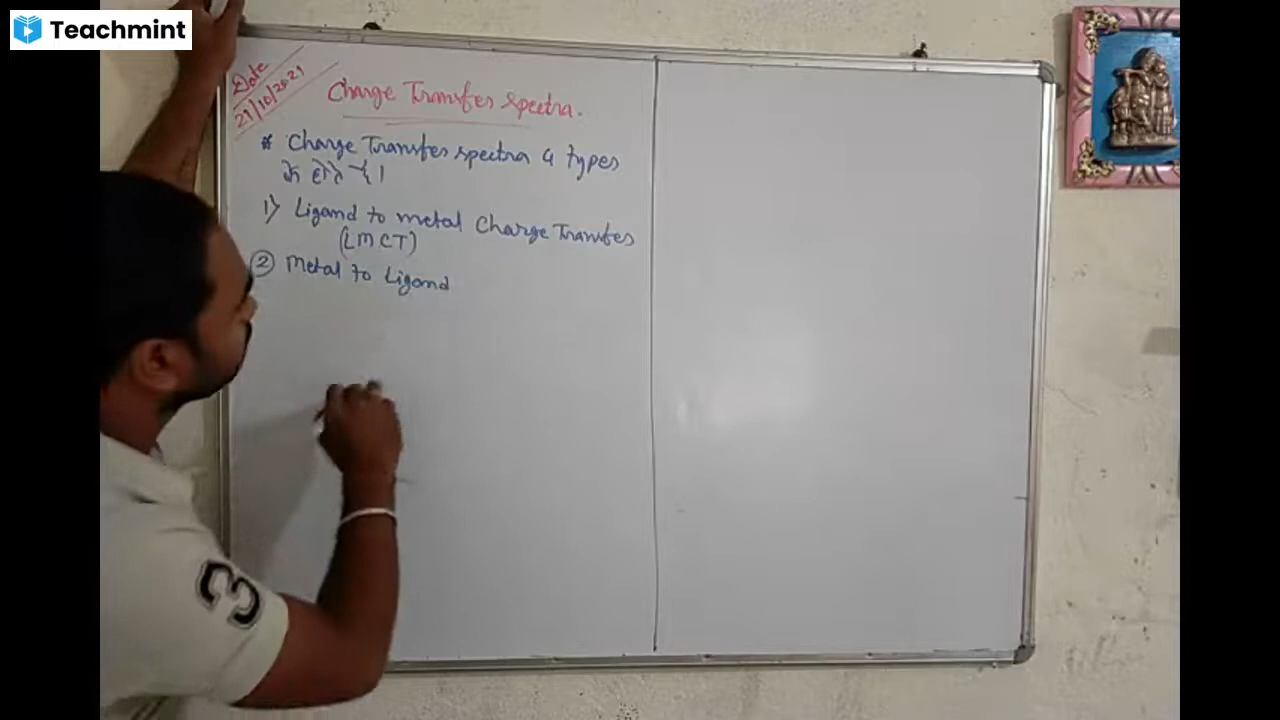 Teachmint
Date
21/10/2021
Charge Transfer Spectra.
* Charge Transfer spectra 4 types
के होते हैं।
1) Ligand to metal Charge Transfer
(LMCT)
② Metal to Ligand
3